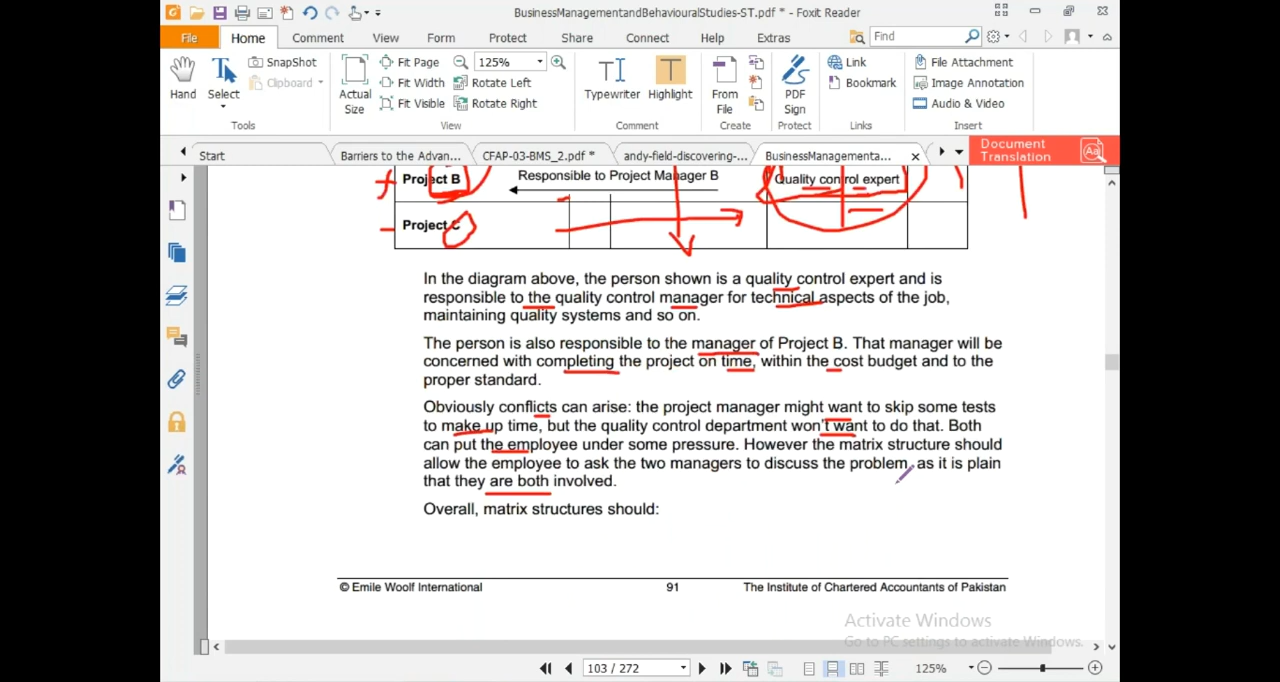 BusinessManagementandBehaviouralStudies-ST.pdf * - Foxit Reader
File Home Comment View Form Protect Share Connect Help Extras Find
Hand Select SnapShot Clipboard Actual Size Fit Page Fit Width Fit Visible 125% Rotate Left Rotate Right Typewriter Highlight From File PDF Sign Link Bookmark File Attachment Image Annotation Audio & Video
Tools View Comment Create Protect Links Insert
Start Barriers to the Advan... CFAP-03-BMS_2.pdf * andy-field-discovering-... BusinessManagementa... Document Translation
Project B Responsible to Project Manager B Quality control expert
Project C
In the diagram above, the person shown is a quality control expert and is
responsible to the quality control manager for technical aspects of the job,
maintaining quality systems and so on.
The person is also responsible to the manager of Project B. That manager will be
concerned with completing the project on time, within the cost budget and to the
proper standard.
Obviously conflicts can arise: the project manager might want to skip some tests
to make up time, but the quality control department won't want to do that. Both
can put the employee under some pressure. However the matrix structure should
allow the employee to ask the two managers to discuss the problem, as it is plain
that they are both involved.
Overall, matrix structures should:
© Emile Woolf International 91 The Institute of Chartered Accountants of Pakistan
Activate Windows
Go to PC settings to activate Windows.
103 / 272 125%